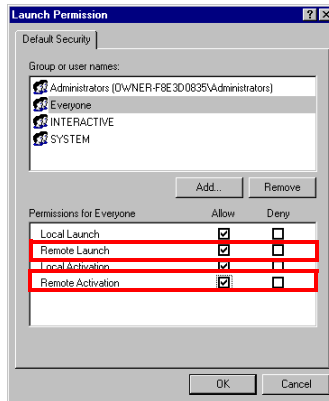 Launch Permission
Default Security
Group or user names:
Administrators (OWNER-F8E3D0835\Administrators)
Everyone
INTERACTIVE
SYSTEM
Add... Remove
Permissions for Everyone Allow Deny
Local Launch
Remote Launch
Local Activation
Remote Activation
OK Cancel